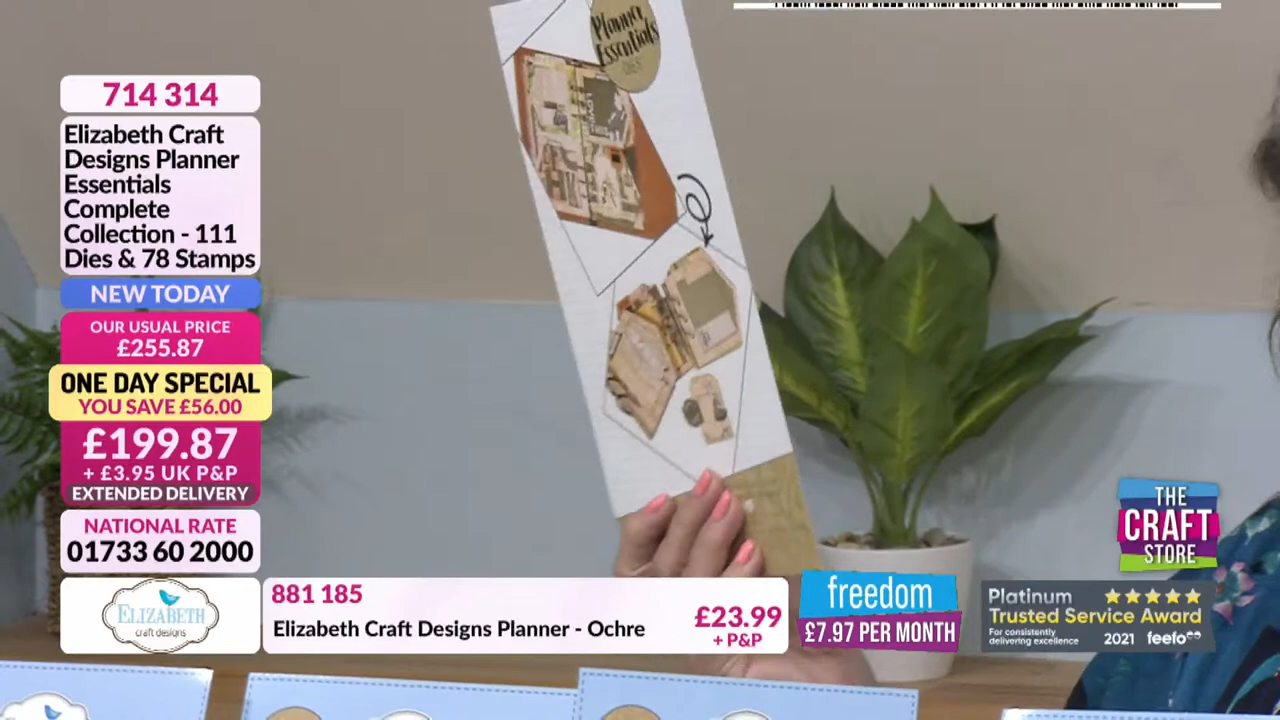 714 314
Elizabeth Craft
Designs Planner
Essentials
Complete
Collection - 111
Dies & 78 Stamps
NEW TODAY
OUR USUAL PRICE
£255.87
ONE DAY SPECIAL
YOU SAVE £56.00
£199.87
+ £3.95 UK P&P
EXTENDED DELIVERY
NATIONAL RATE
01733 60 2000
ELIZABETH
craft designs
881 185
Elizabeth Craft Designs Planner - Ochre
£23.99
+ P&P
freedom
£7.97 PER MONTH
Planner
Essentials
THE
CRAFT
STORE
Platinum
Trusted Service Award
For consistently
delivering excellence
2021 feefo